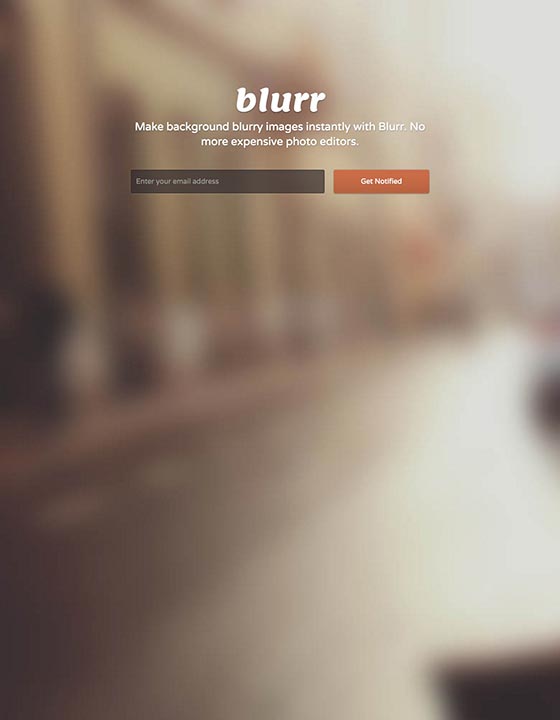 blurr
Make background blurry images instantly with Blurr. No
more expensive photo editors.
Enter your email address
Get Notified